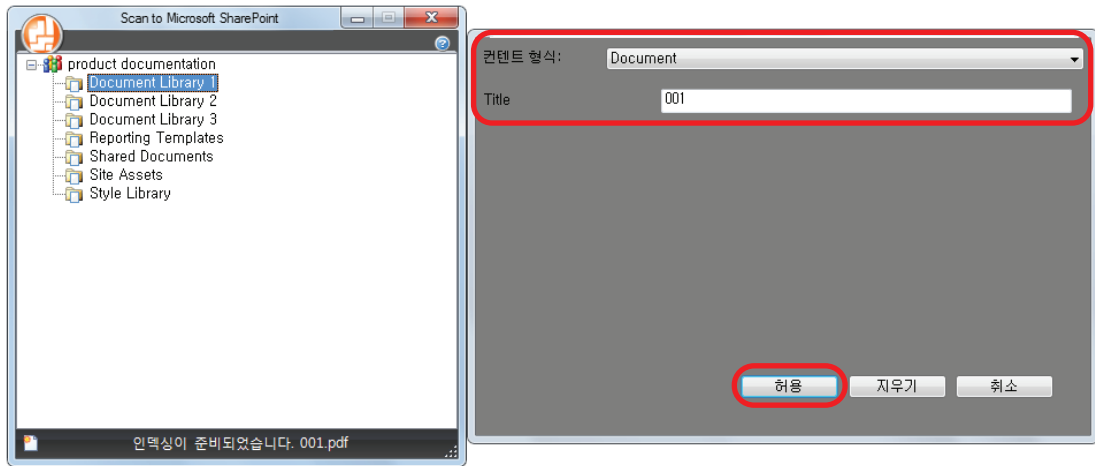 Scan to Microsoft SharePoint
product documentation
Document Library 1
Document Library 2
Document Library 3
Reporting Templates
Shared Documents
Site Assets
Style Library
인덱싱이 준비되었습니다. 001.pdf
컨텐트 형식: Document
Title 001
허용 지우기 취소